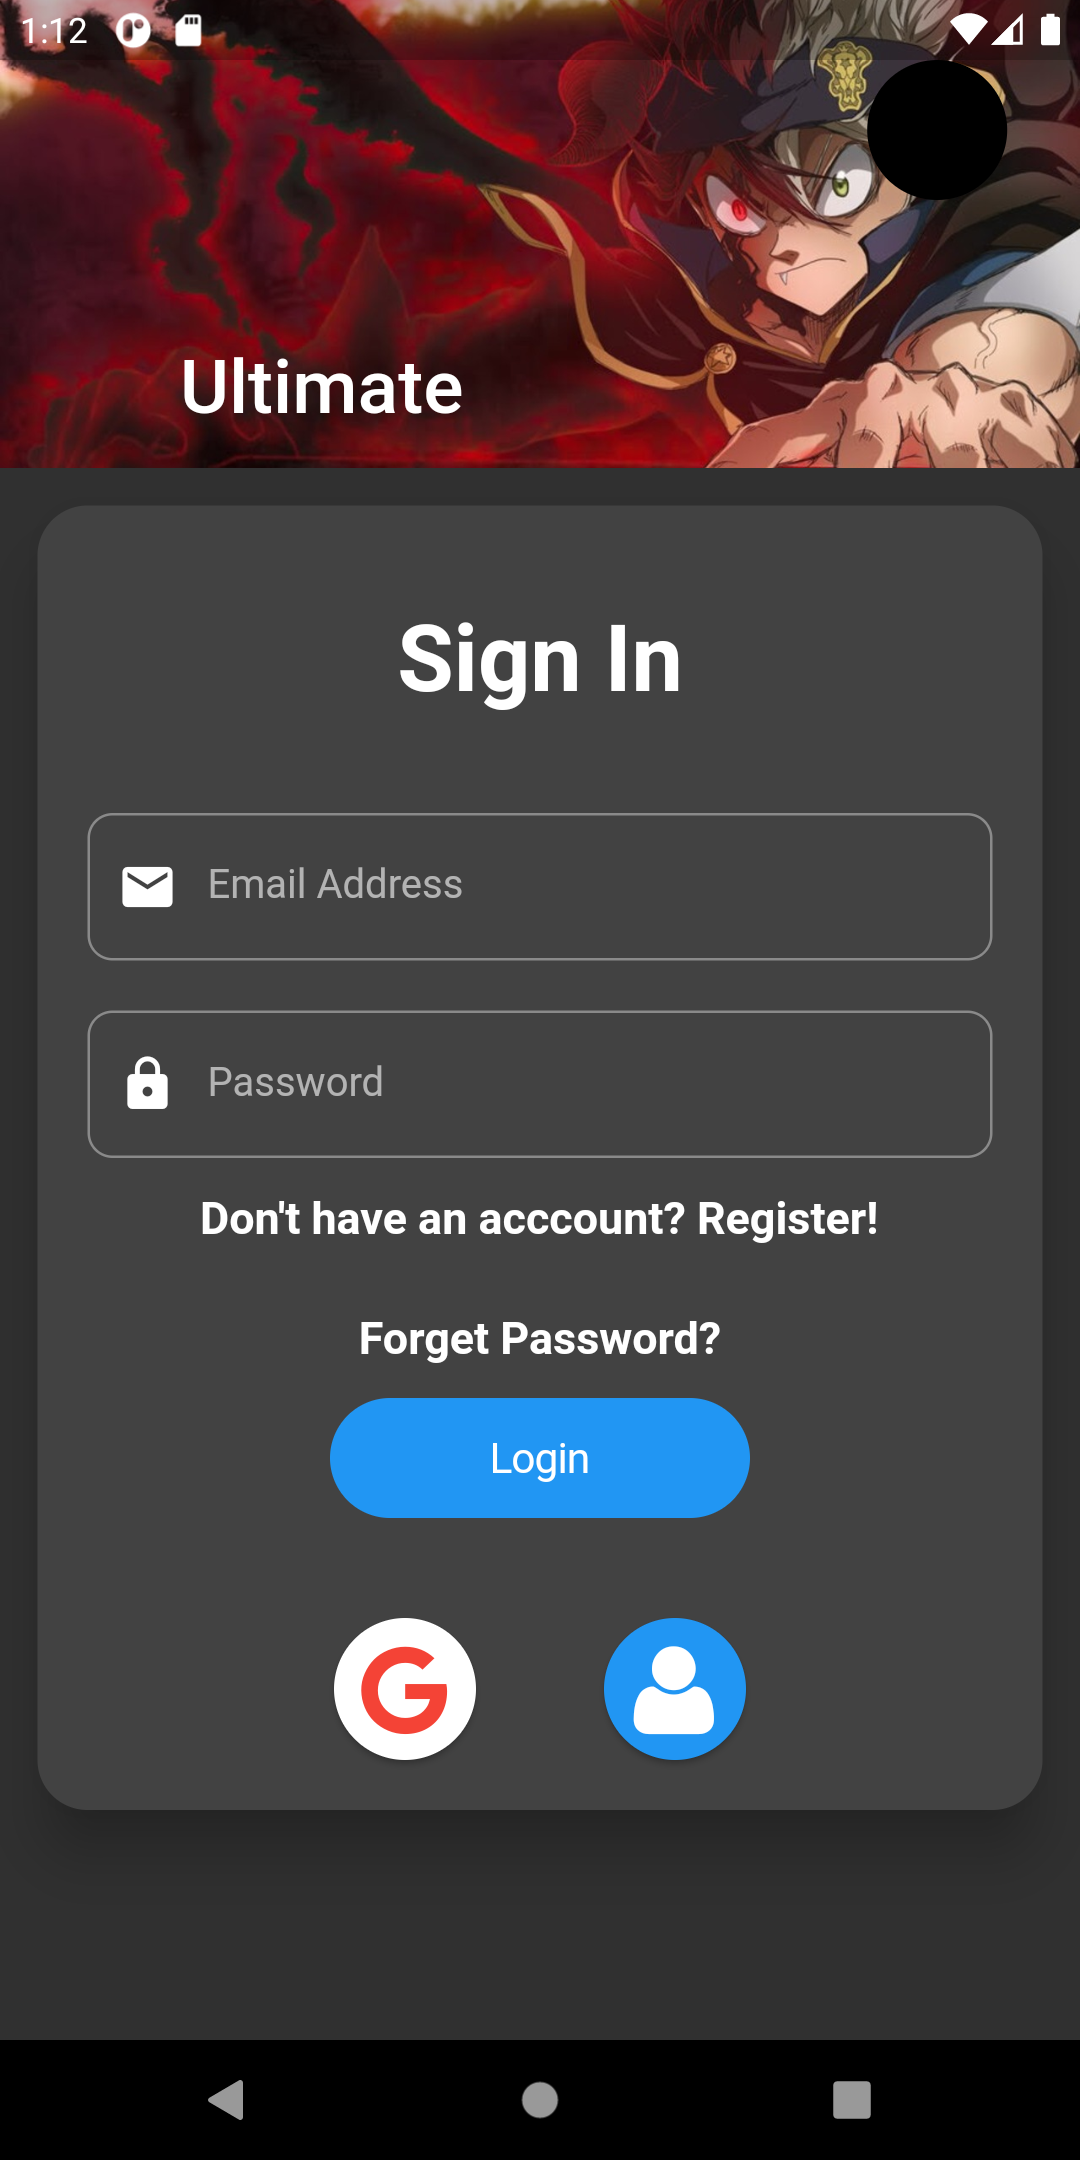 1:12
Ultimate
Sign In
Email Address
Password
Don't have an acccount? Register!
Forget Password?
Login
G